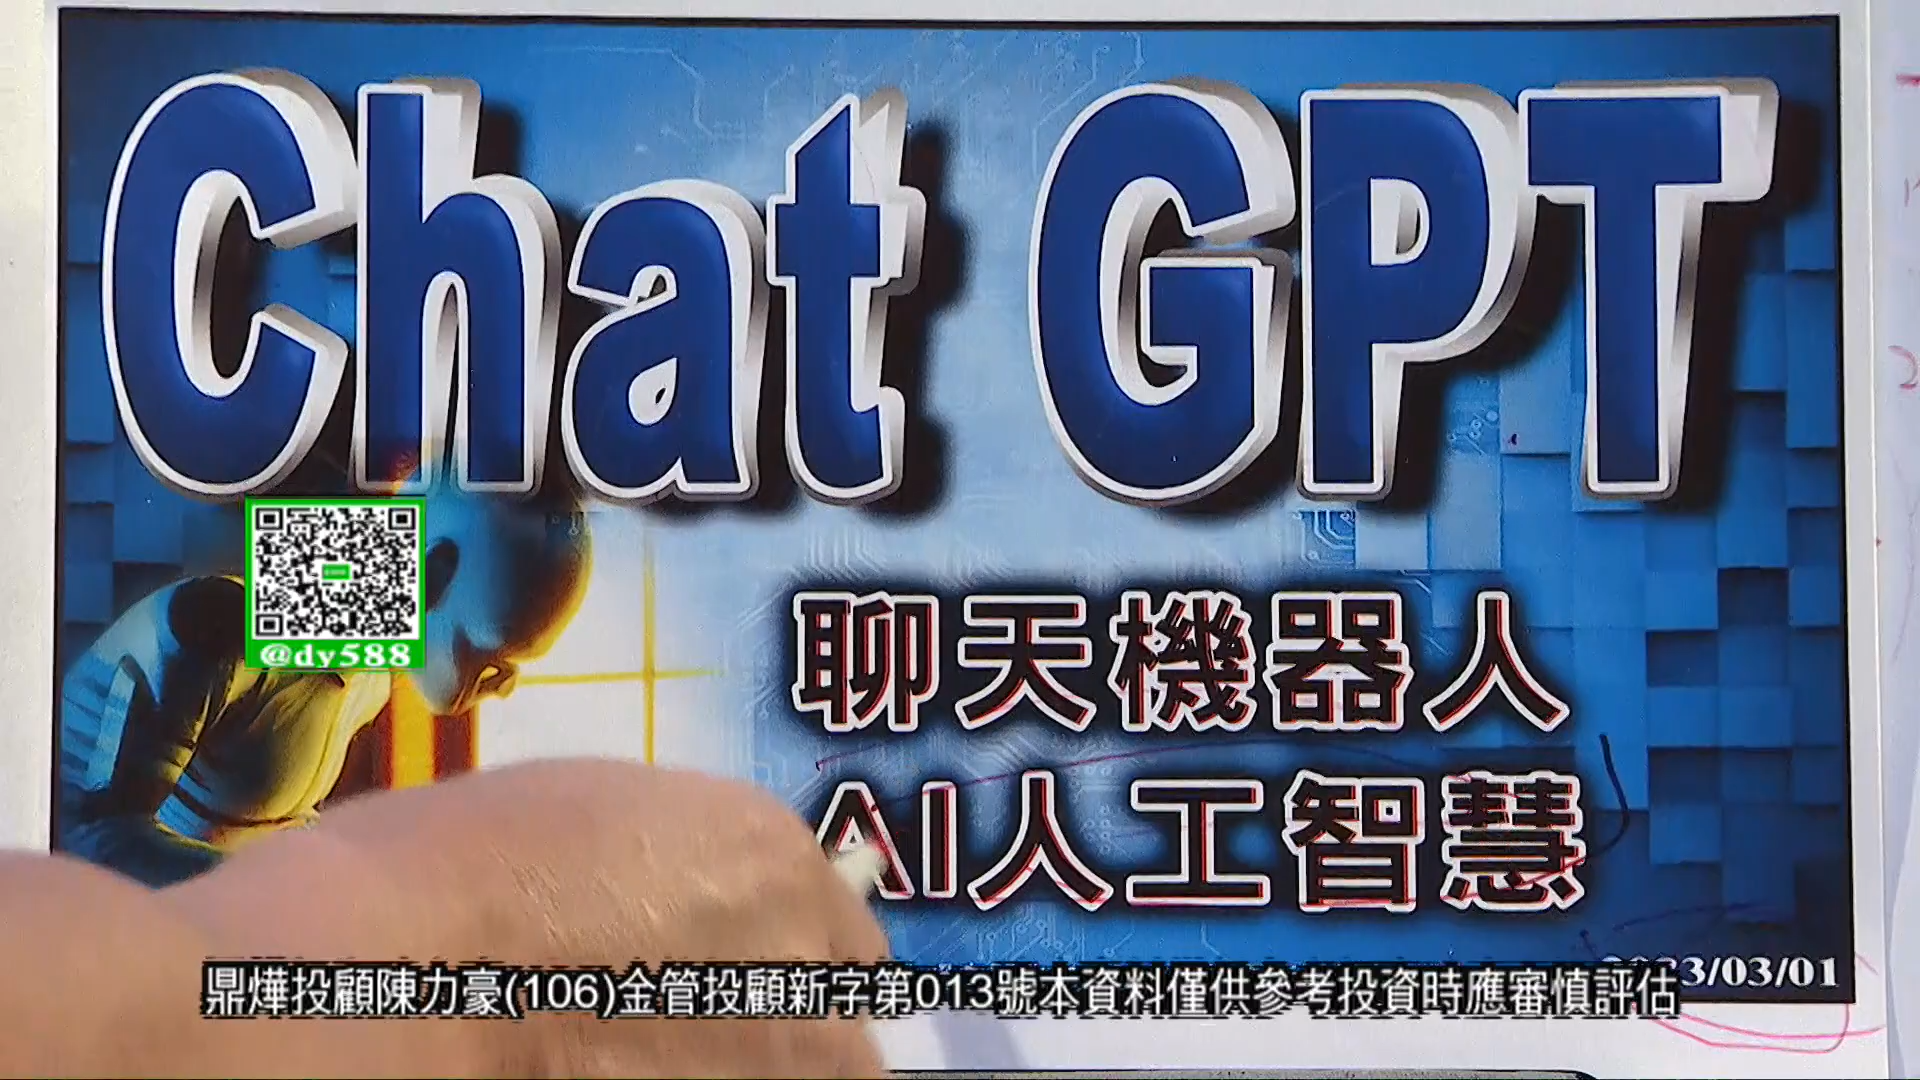 Chat GPT
聊天機器人
AI人工智慧
@dy588
2023/03/01
鼎燁投顧陳力豪(106)金管投顧新字第013號本資料僅供參考投資時應審慎評估